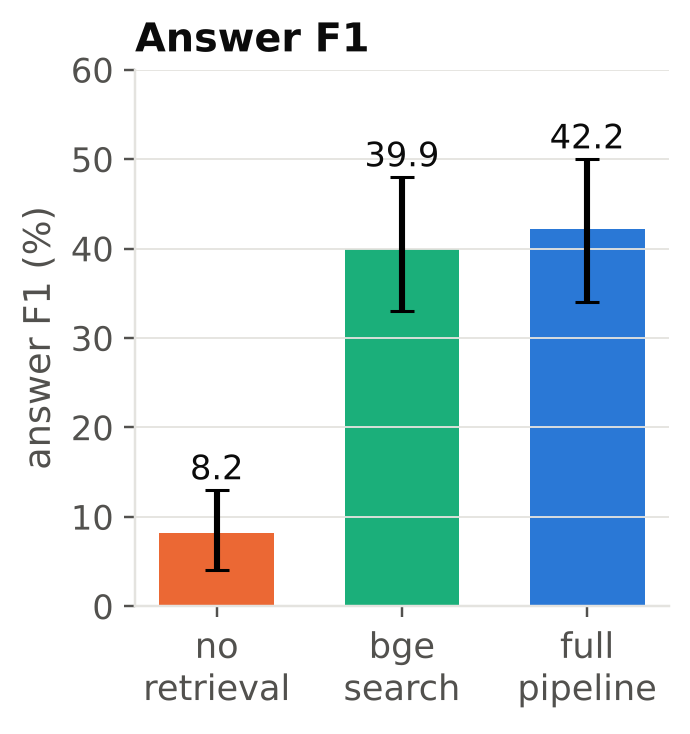 Answer F1
answer F1 (%)
60
50
40
30
20
10
0
8.2
39.9
42.2
no
retrieval
bge
search
full
pipeline